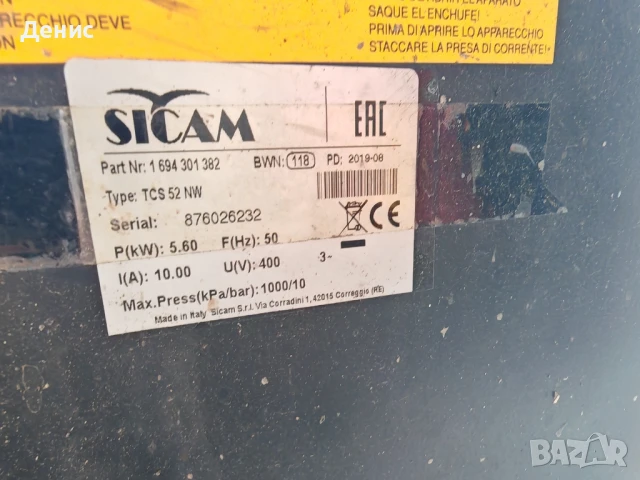 Денис
SAQUE EL ENCHUFE!
PRIMA DI APRIRE LO APPARECCHIO
STACCARE LA PRESA DI CORRENTE!
SICAM
EAC
Part Nr: 1 694 301 382
BWN: 118 PD: 2019-08
Type: TCS 52 NW
Serial: 876026232
CE
P(kW): 5.60 F(Hz): 50
I(A): 10.00 U(V): 400 3~
Max.Press(kPa/bar): 1000/10
Made in Italy Sicam S.r.l. Via Corradini 1, 42015 Correggio (RE)
BAZAR